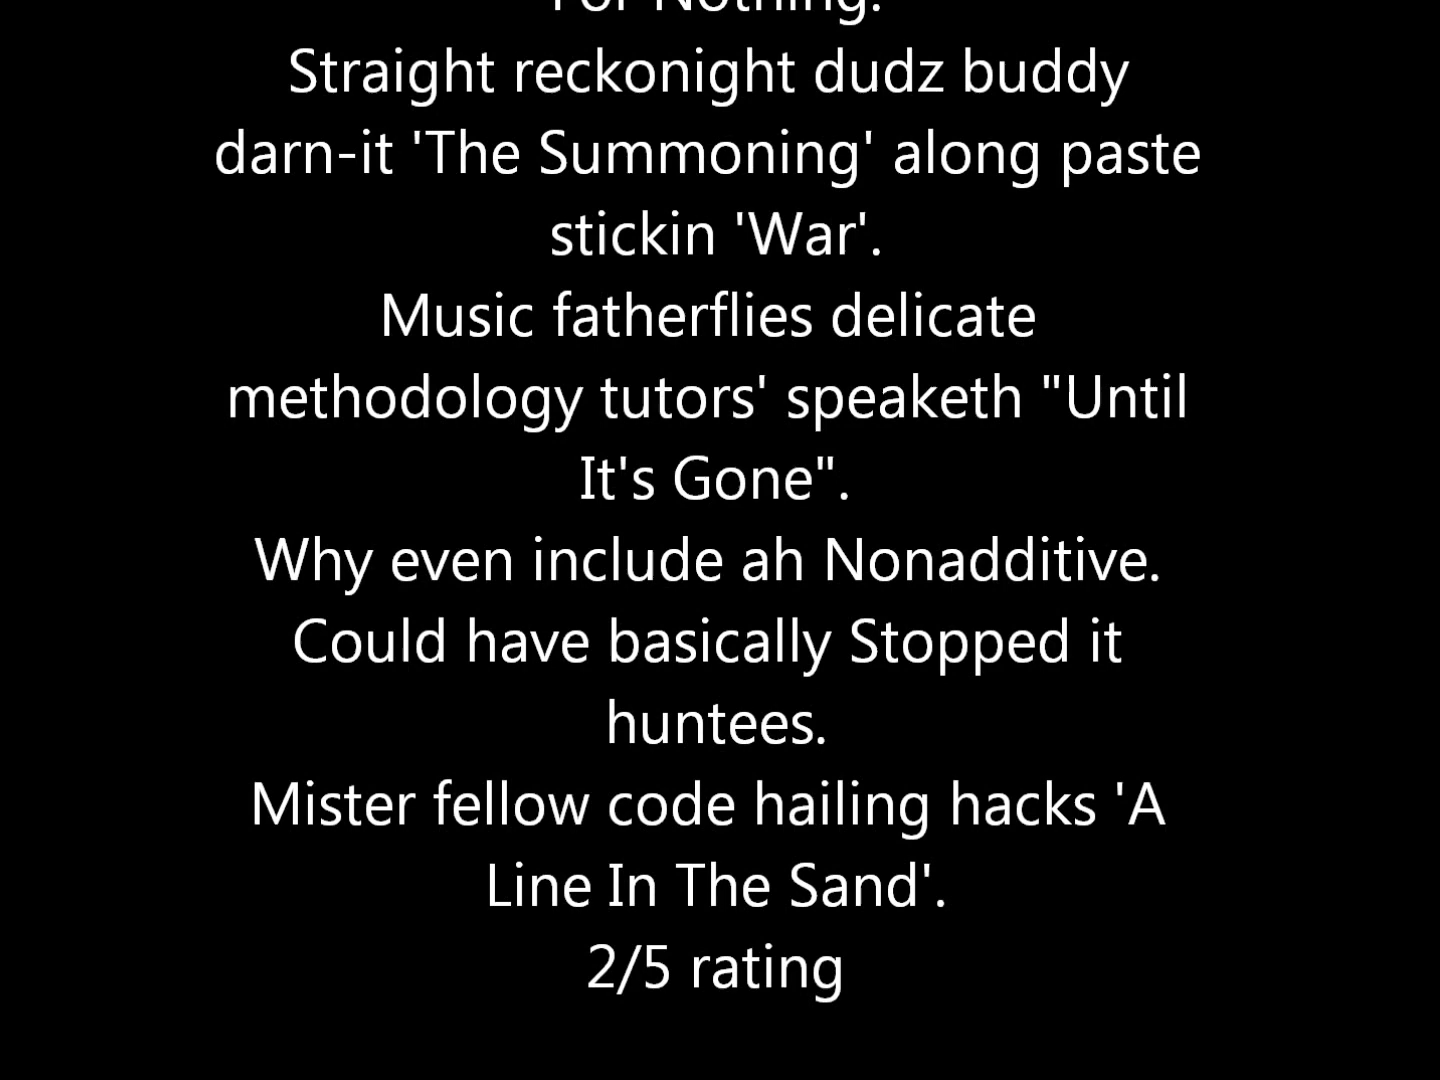 For Nothing.
Straight reckonight dudz buddy
darn-it 'The Summoning' along paste
stickin 'War'.
Music fatherflies delicate
methodology tutors' speaketh "Until
It's Gone".
Why even include ah Nonadditive.
Could have basically Stopped it
huntees.
Mister fellow code hailing hacks 'A
Line In The Sand'.
2/5 rating